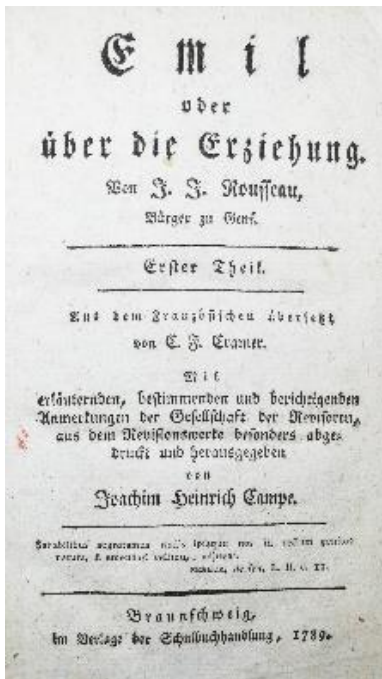 Emil
oder
über die Erziehung.
Von J. J. Rousseau,
Bürger zu Genf.
Erster Theil.
Aus dem Französischen übersetzt
von C. F. Cramer.
Mit
erläuternden, bestimmenden und berichtigenden
Anmerkungen der Gesellschaft der Revisoren,
aus dem Revisionswerke besonders abge-
druckt und herausgegeben
von
Joachim Heinrich Campe.
Braunschweig,
im Verlage der Schulbuchhandlung, 1789.